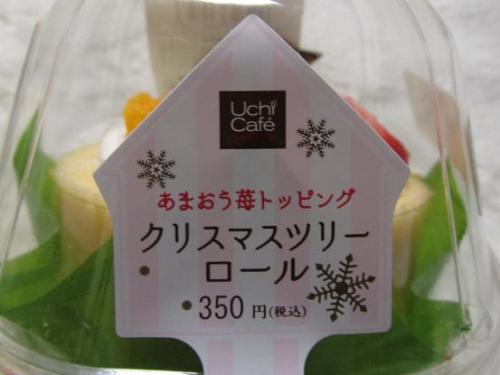 Uchi
Café
あまおう苺トッピング
クリスマスツリー
・ロール
・350円(税込)